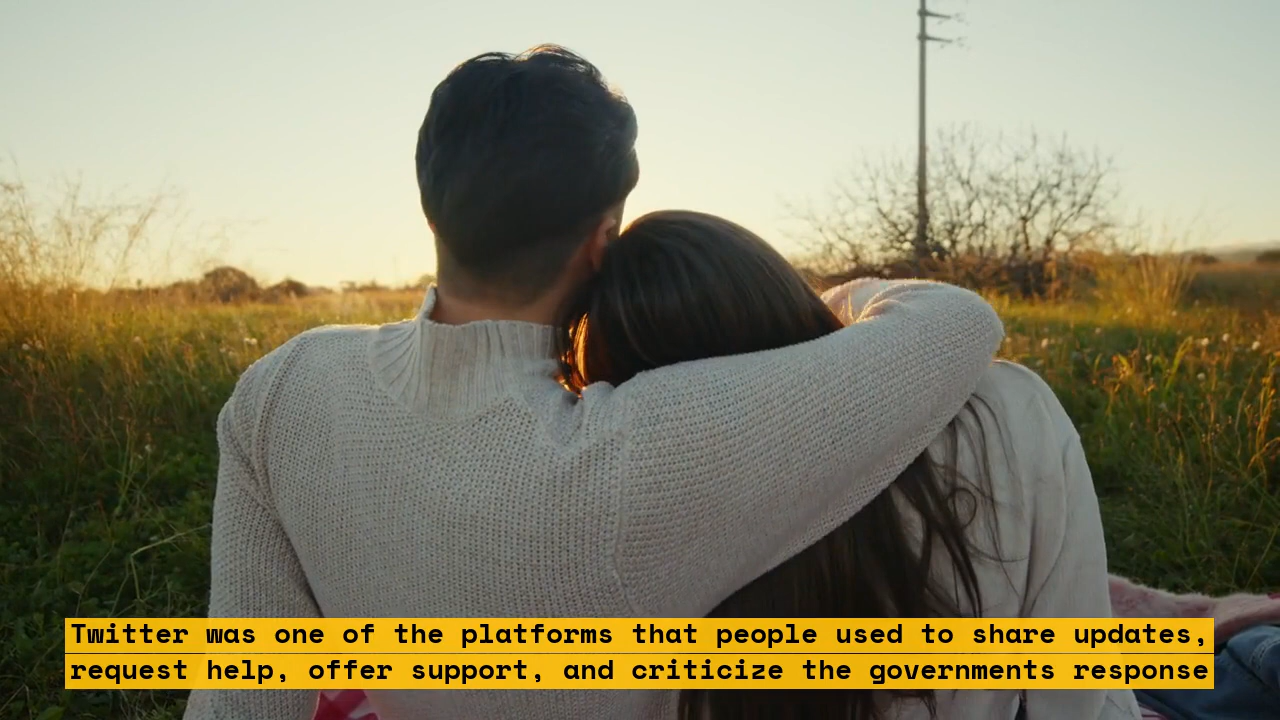 Twitter was one of the platforms that people used to share updates,
request help, offer support, and criticize the governments response